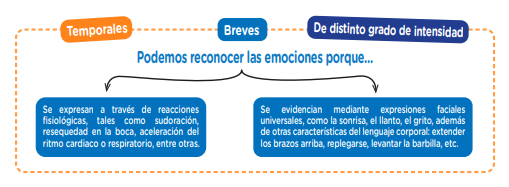 Temporales
Breves
De distinto grado de intensidad
Podemos reconocer las emociones porque...
Se expresan a través de reacciones
fisiológicas, tales como sudoración,
resequedad en la boca, aceleración del
ritmo cardiaco o respiratorio, entre otras.
Se evidencian mediante expresiones faciales
universales, como la sonrisa, el llanto, el grito, además
de otras características del lenguaje corporal: extender
los brazos arriba, replegarse, levantar la barbilla, etc.